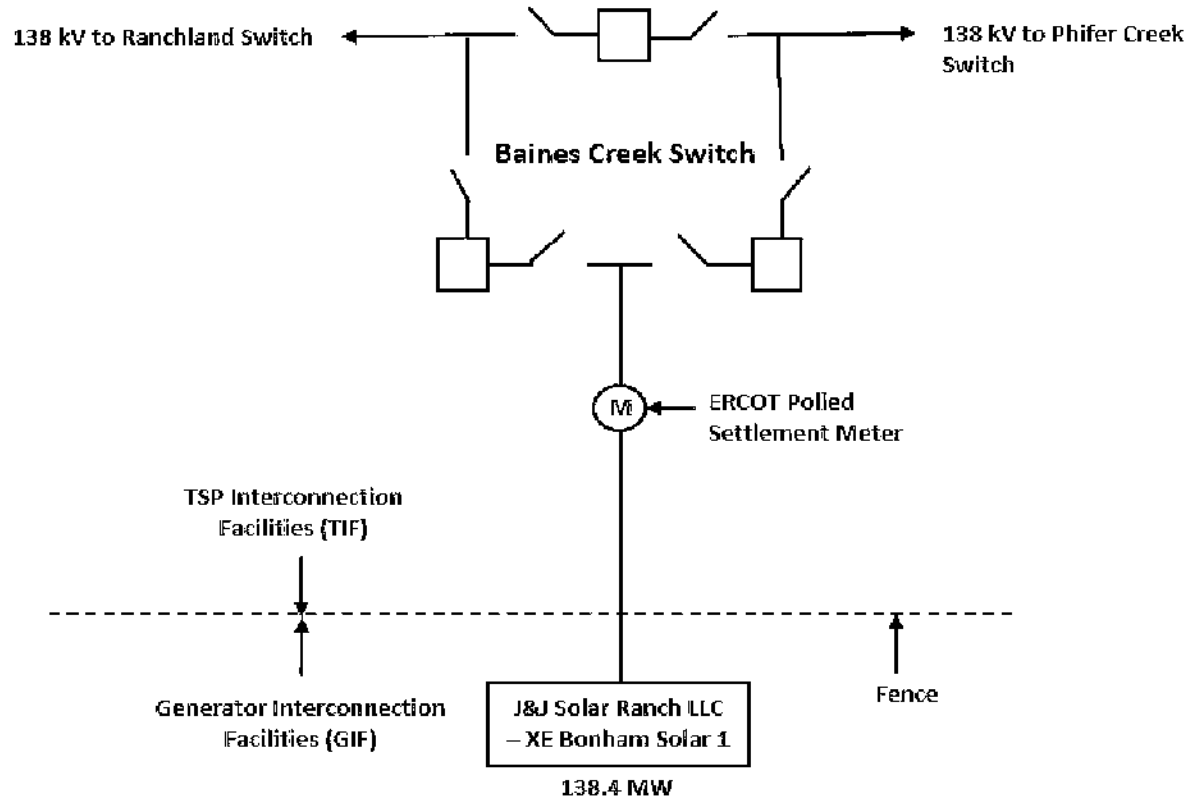 138 kV to Ranchland Switch
138 kV to Phifer Creek
Switch
Baines Creek Switch
M
ERCOT Polled
Settlement Meter
TSP Interconnection
Facilities (TIF)
Generator Interconnection
Facilities (GIF)
Fence
J&J Solar Ranch LLC
– XE Bonham Solar 1
138.4 MW